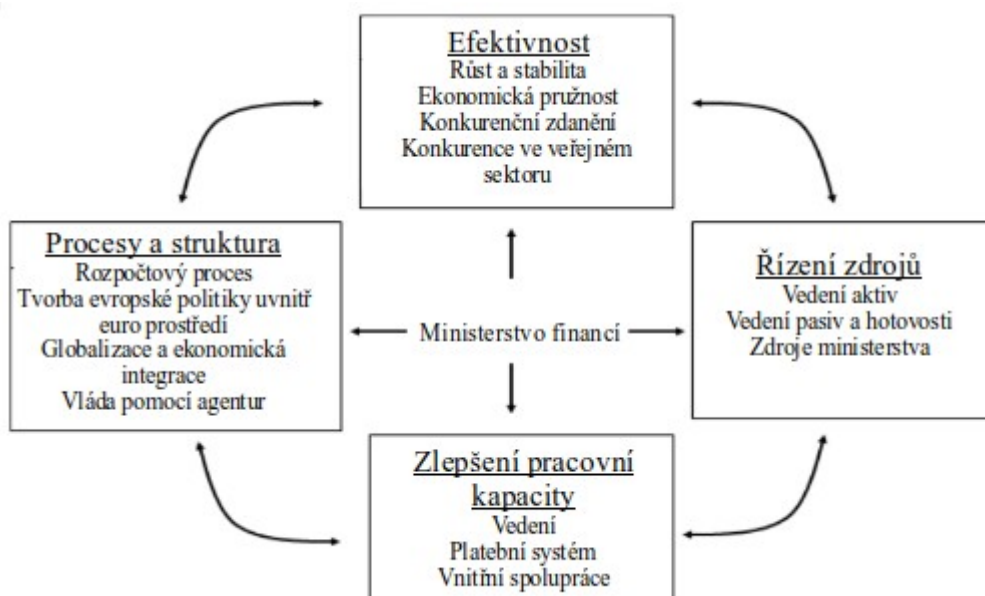 Efektivnost
Růst a stabilita
Ekonomická pružnost
Konkurenční zdanění
Konkurence ve veřejném
sektoru
Procesy a struktura
Rozpočtový proces
Tvorba evropské politiky uvnitř
euro prostředí
Globalizace a ekonomická
integrace
Vláda pomocí agentur
Ministerstvo financí
Řízení zdrojů
Vedení aktiv
Vedení pasiv a hotovosti
Zdroje ministerstva
Zlepšení pracovní
kapacity
Vedení
Platební systém
Vnitřní spolupráce